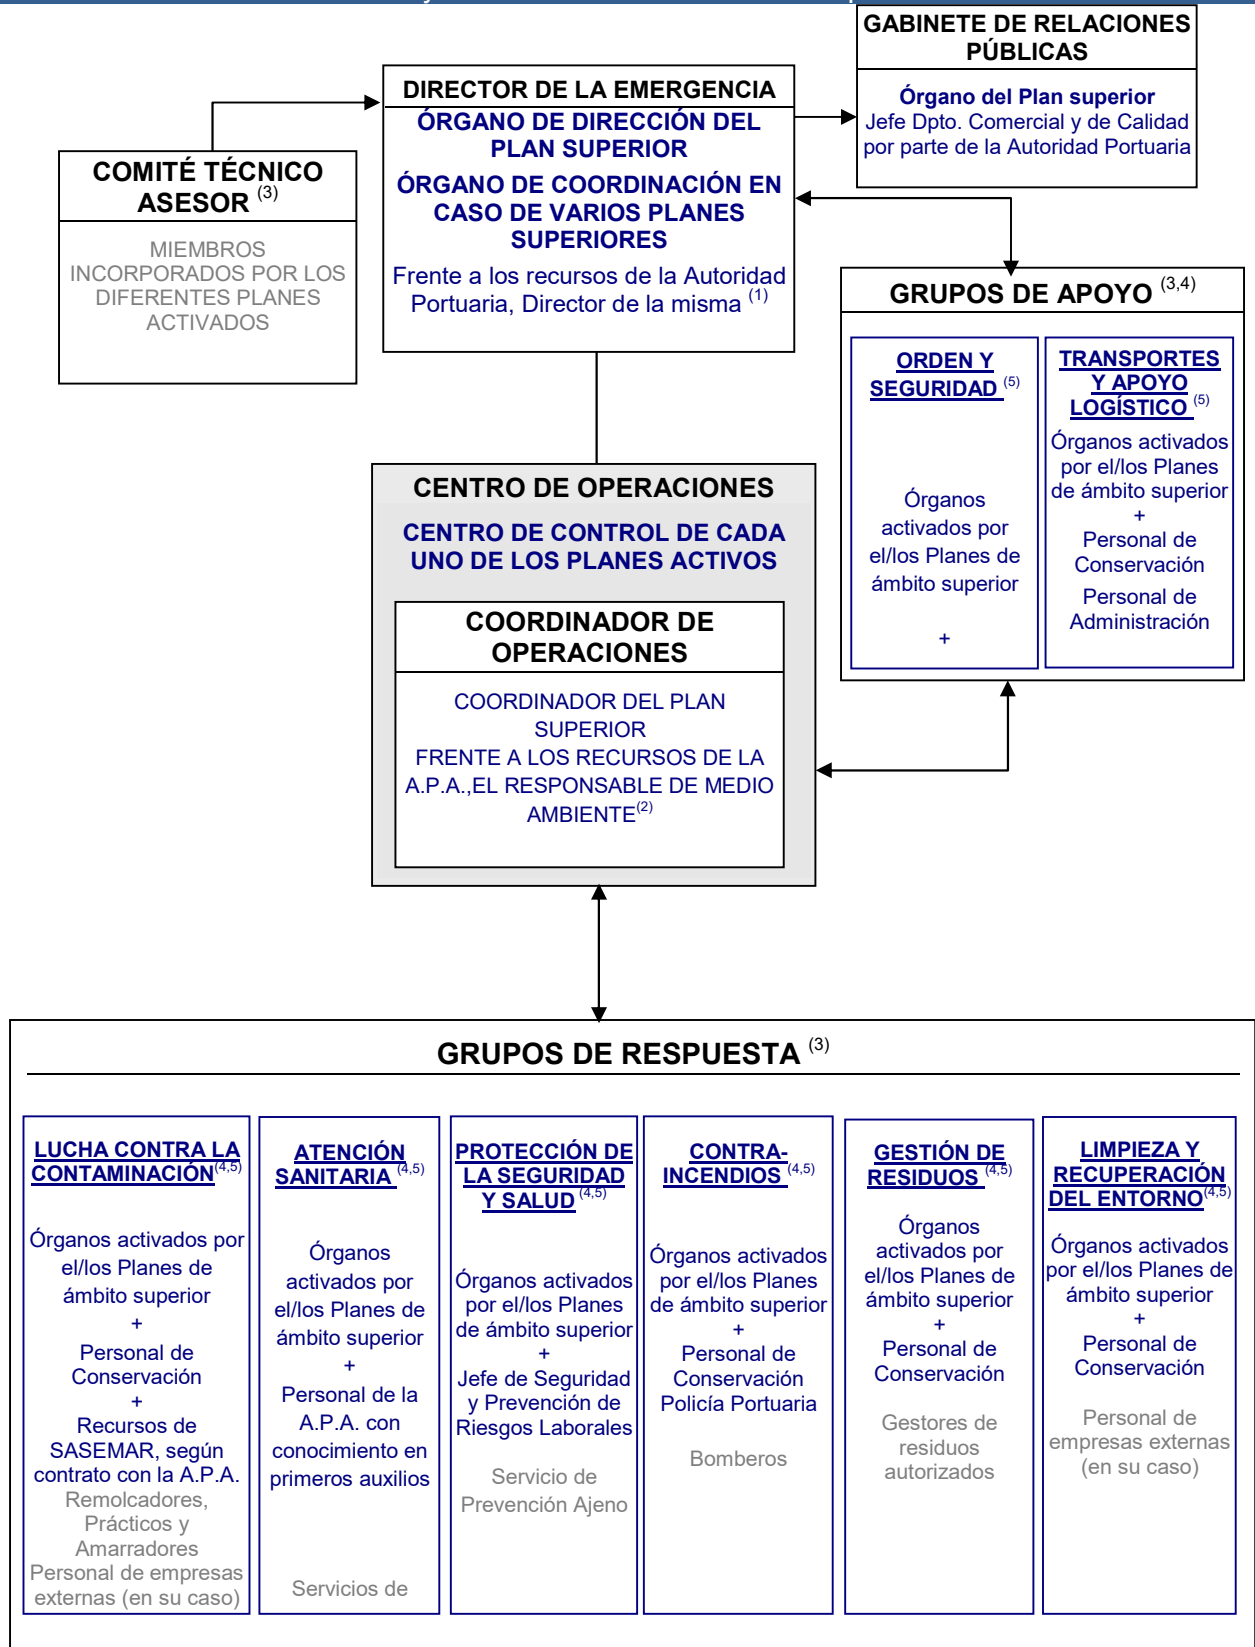 GABINETE DE RELACIONES
PÚBLICAS
Órgano del Plan superior
Jefe Dpto. Comercial y de Calidad
por parte de la Autoridad Portuaria
DIRECTOR DE LA EMERGENCIA
ÓRGANO DE DIRECCIÓN DEL
PLAN SUPERIOR
ÓRGANO DE COORDINACIÓN EN
CASO DE VARIOS PLANES
SUPERIORES
Frente a los recursos de la Autoridad
Portuaria, Director de la misma (1)
COMITÉ TÉCNICO
ASESOR (3)
MIEMBROS
INCORPORADOS POR LOS
DIFERENTES PLANES
ACTIVADOS
GRUPOS DE APOYO (3,4)
ORDEN Y
SEGURIDAD (5)
Órganos
activados por
el/los Planes de
ámbito superior
+
TRANSPORTES
Y APOYO
LOGÍSTICO (5)
Órganos activados
por el/los Planes
de ámbito superior
+
Personal de
Conservación
Personal de
Administración
CENTRO DE OPERACIONES
CENTRO DE CONTROL DE CADA
UNO DE LOS PLANES ACTIVOS
COORDINADOR DE
OPERACIONES
COORDINADOR DEL PLAN
SUPERIOR
FRENTE A LOS RECURSOS DE LA
A.P.A.,EL RESPONSABLE DE MEDIO
AMBIENTE(2)
GRUPOS DE RESPUESTA (3)
LUCHA CONTRA LA
CONTAMINACIÓN(4,5)
Órganos activados por
el/los Planes de
ámbito superior
+
Personal de
Conservación
+
Recursos de
SASEMAR, según
contrato con la A.P.A.
Remolcadores,
Prácticos y
Amarradores
Personal de empresas
externas (en su caso)
ATENCIÓN
SANITARIA (4,5)
Órganos
activados por
el/los Planes de
ámbito superior
+
Personal de la
A.P.A. con
conocimiento en
primeros auxilios
Servicios de
PROTECCIÓN DE
LA SEGURIDAD
Y SALUD (4,5)
Órganos activados
por el/los Planes
de ámbito superior
+
Jefe de Seguridad
y Prevención de
Riesgos Laborales
Servicio de
Prevención Ajeno
CONTRA-
INCENDIOS (4,5)
Órganos activados
por el/los Planes
de ámbito superior
+
Personal de
Conservación
Policía Portuaria
Bomberos
GESTIÓN DE
RESIDUOS (4,5)
Órganos
activados por
el/los Planes de
ámbito superior
+
Personal de
Conservación
Gestores de
residuos
autorizados
LIMPIEZA Y
RECUPERACIÓN
DEL ENTORNO(4,5)
Órganos activados
por el/los Planes de
ámbito superior
+
Personal de
Conservación
Personal de
empresas externas
(en su caso)